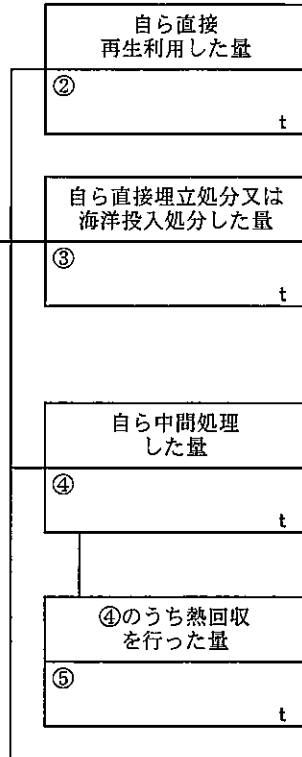 自ら直接
再生利用した量
②
t
自ら直接埋立処分又は
海洋投入処分した量
③
t
自ら中間処理
した量
④
t
④のうち熱回収
を行った量
⑤
t